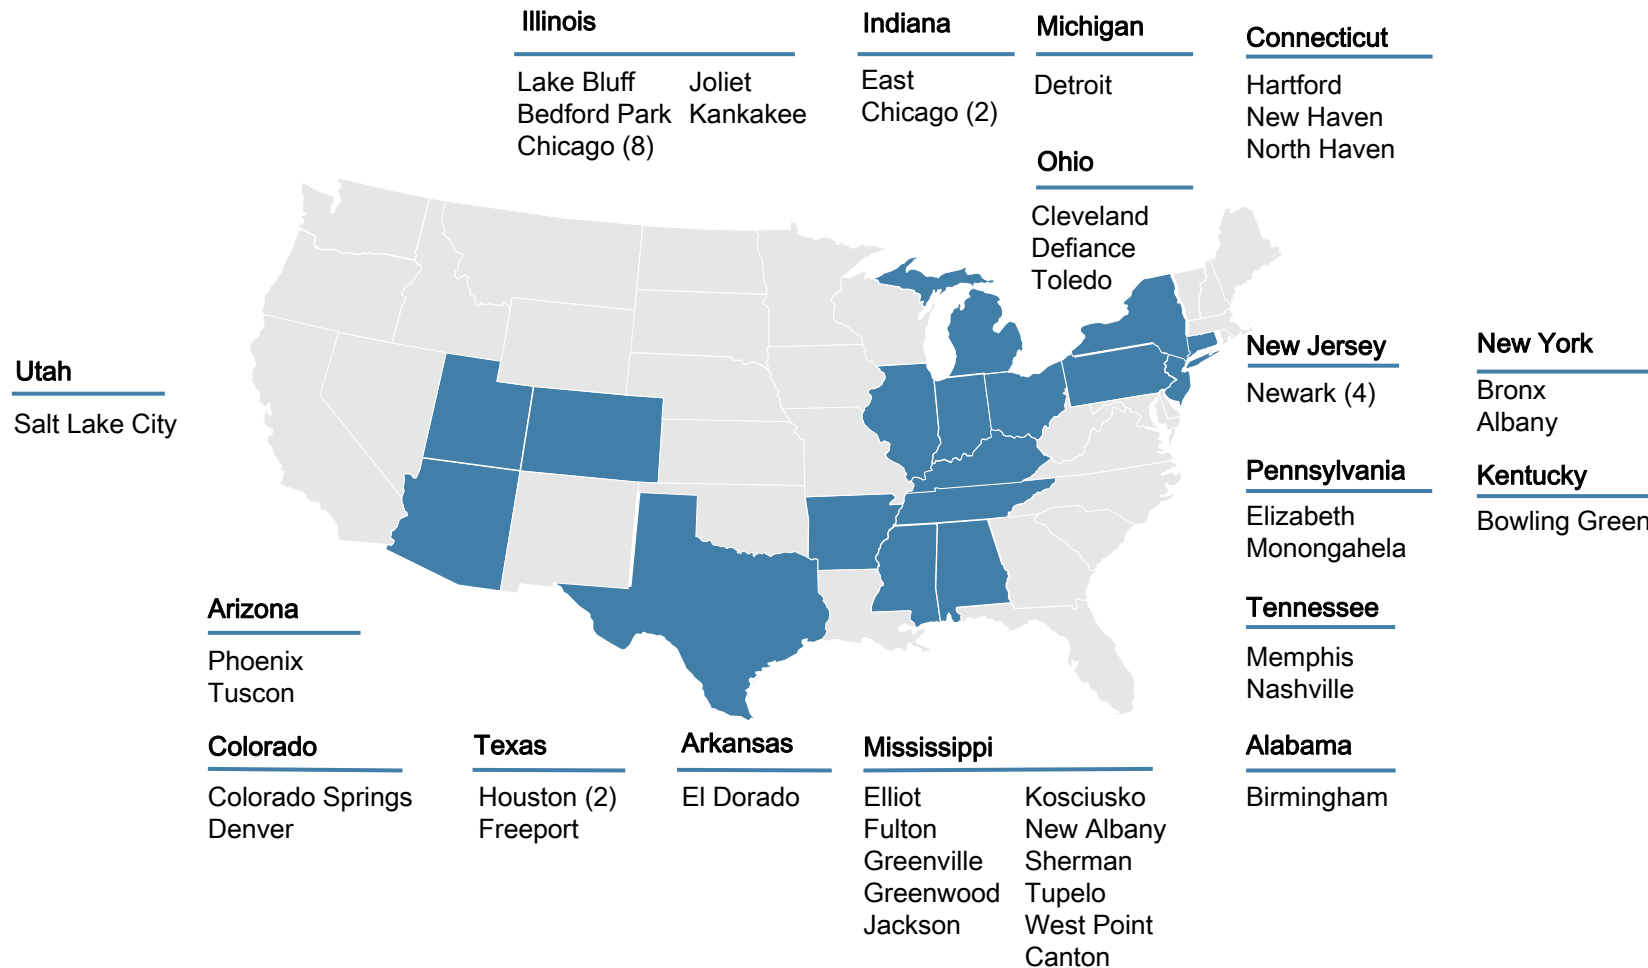 Illinois
Lake Bluff
Bedford Park
Chicago (8)
Joliet
Kankakee
Indiana
East
Chicago (2)
Michigan
Detroit
Connecticut
Hartford
New Haven
North Haven
Ohio
Cleveland
Defiance
Toledo
Utah
Salt Lake City
New Jersey
Newark (4)
New York
Bronx
Albany
Pennsylvania
Elizabeth
Monongahela
Kentucky
Bowling Green
Arizona
Phoenix
Tuscon
Tennessee
Memphis
Nashville
Colorado
Colorado Springs
Denver
Texas
Houston (2)
Freeport
Arkansas
El Dorado
Mississippi
Elliot
Fulton
Greenville
Greenwood
Jackson
Kosciusko
New Albany
Sherman
Tupelo
West Point
Canton
Alabama
Birmingham